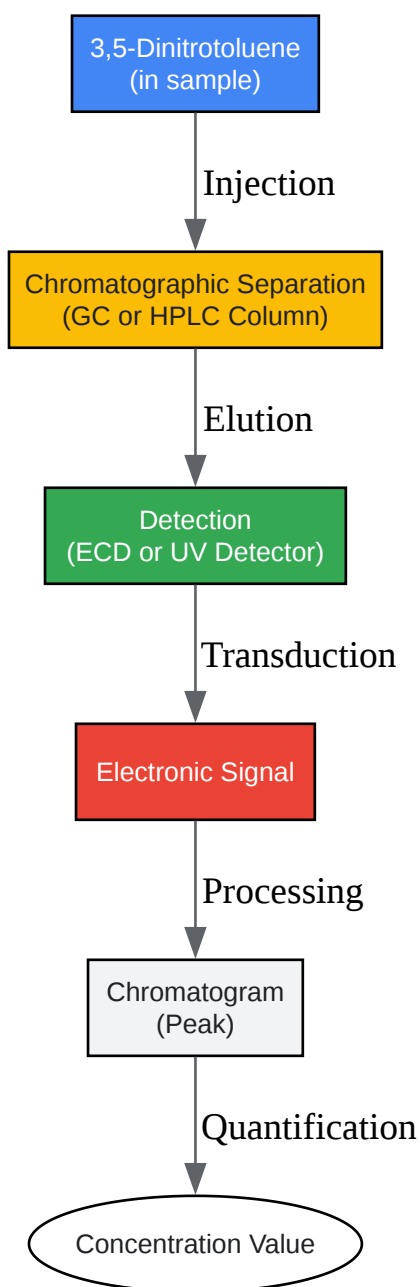 3,5-Dinitrotoluene
(in sample)
Injection
Chromatographic Separation
(GC or HPLC Column)
Elution
Detection
(ECD or UV Detector)
Transduction
Electronic Signal
Processing
Chromatogram
(Peak)
Quantification
Concentration Value